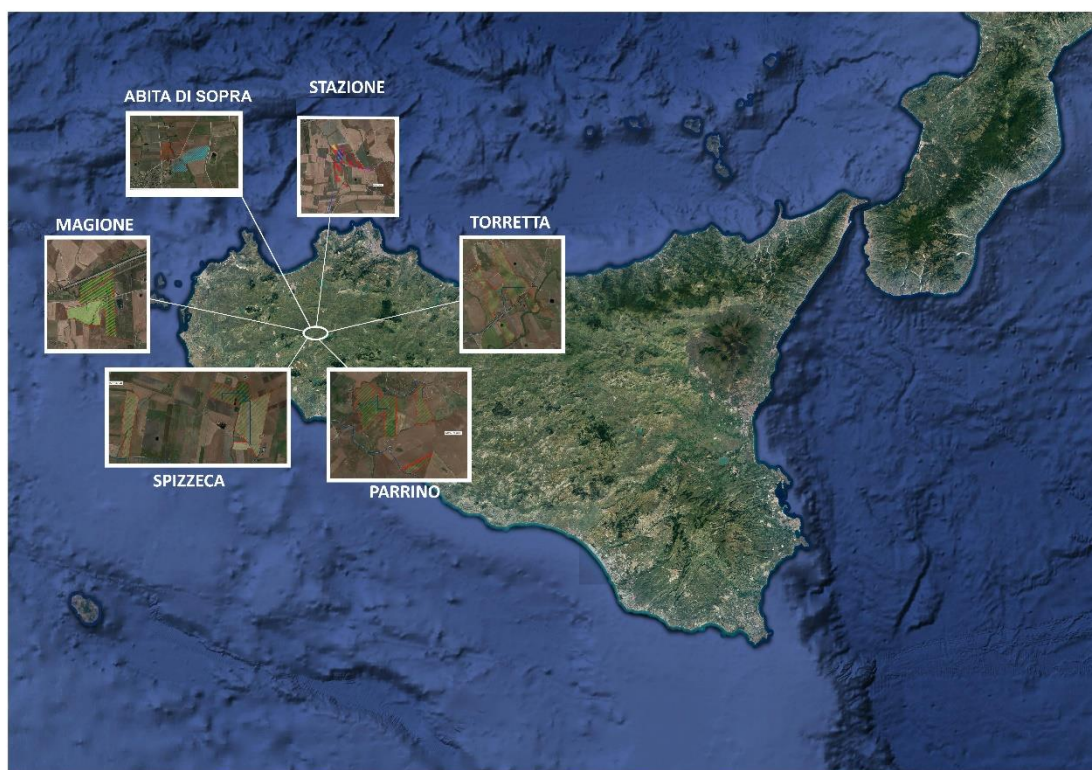 STAZIONE
ABITA DI SOPRA
MAGIONE
TORRETTA
SPIZZECA
PARRINO